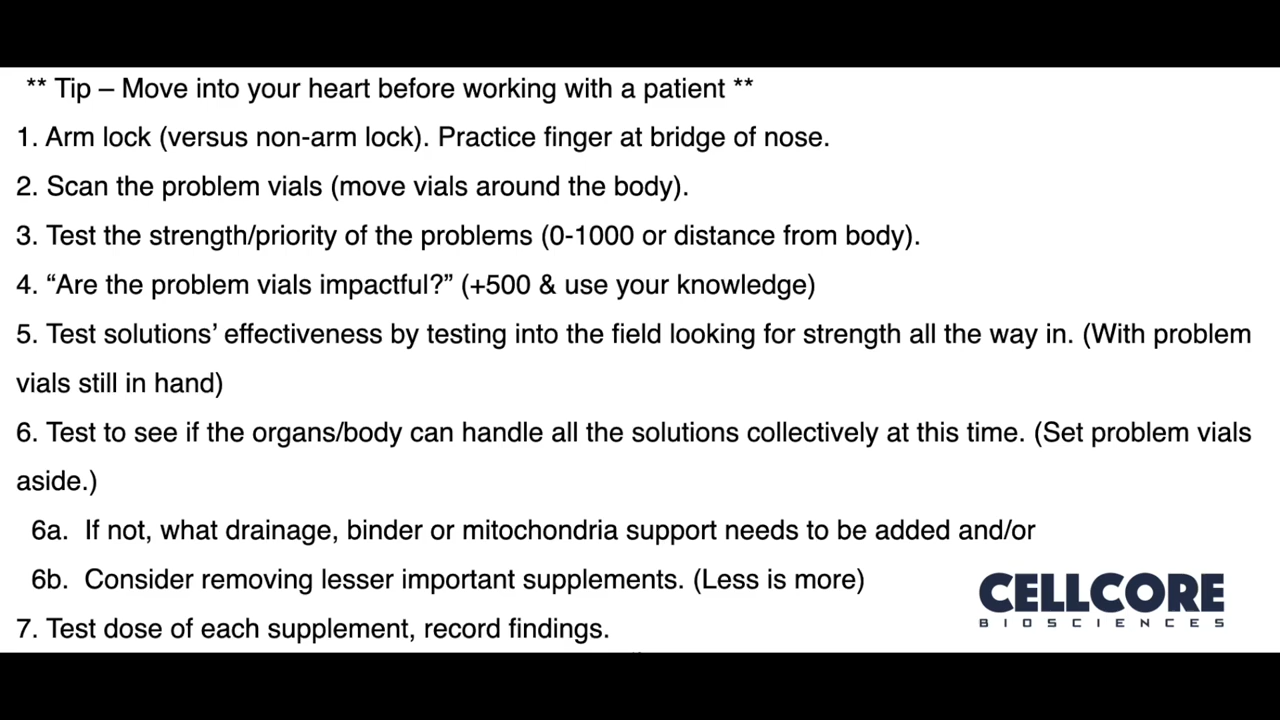 ** Tip – Move into your heart before working with a patient **
1. Arm lock (versus non-arm lock). Practice finger at bridge of nose.
2. Scan the problem vials (move vials around the body).
3. Test the strength/priority of the problems (0-1000 or distance from body).
4. “Are the problem vials impactful?” (+500 & use your knowledge)
5. Test solutions’ effectiveness by testing into the field looking for strength all the way in. (With problem
vials still in hand)
6. Test to see if the organs/body can handle all the solutions collectively at this time. (Set problem vials
aside.)
6a. If not, what drainage, binder or mitochondria support needs to be added and/or
6b. Consider removing lesser important supplements. (Less is more)
7. Test dose of each supplement, record findings.
CELLCORE
BIOSCIENCES